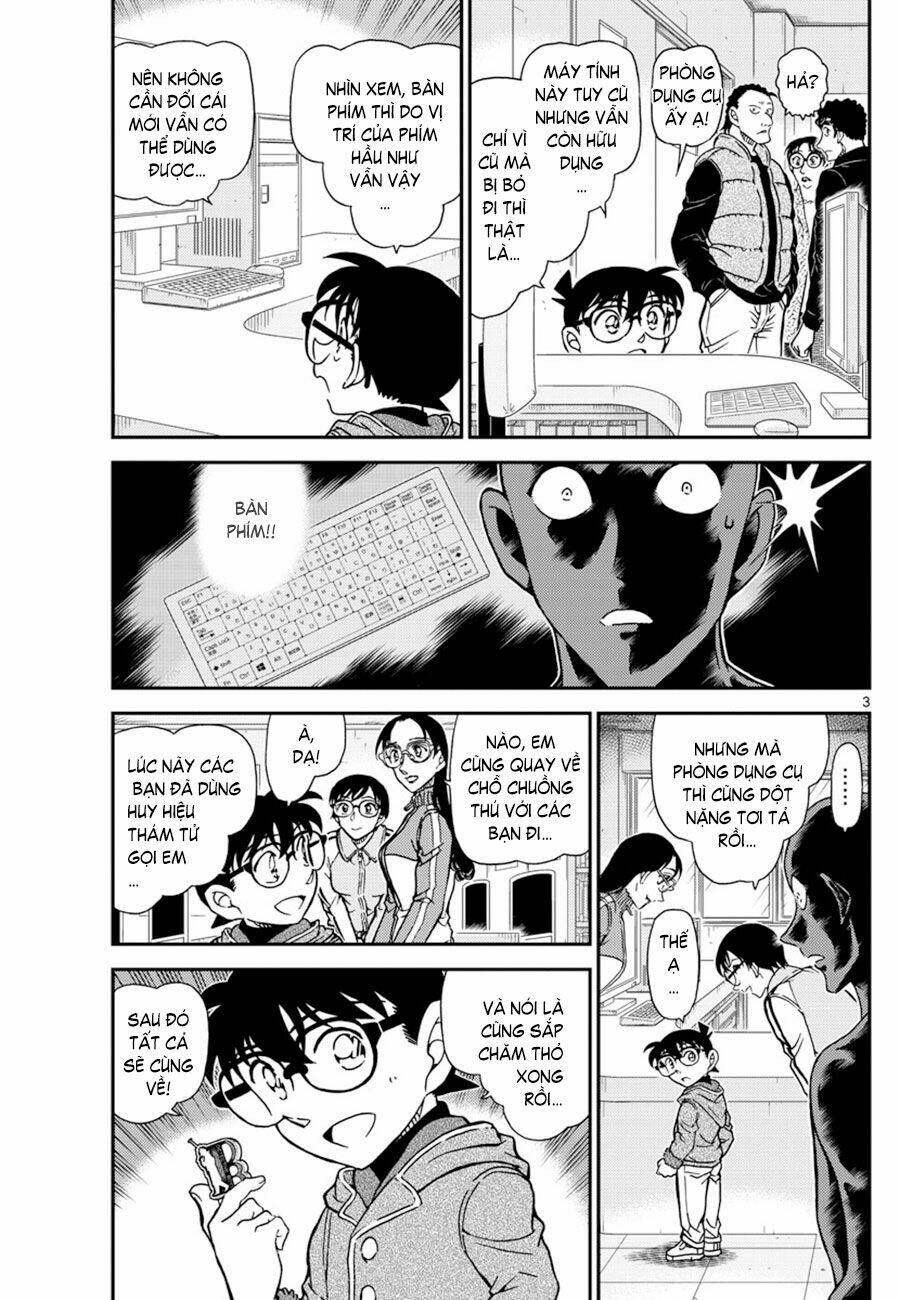 HẢ?
PHÒNG
DỤNG CỤ
ẤY Ạ!
MÁY TÍNH
NÀY TUY CŨ
NHƯNG VẪN
CÒN HỮU
DỤNG
...
CHỈ VÌ
CŨ MÀ
BỊ BỎ
ĐI THÌ
THẬT
LÀ...
NHÌN XEM, BÀN
PHÍM THÌ DO VỊ
TRÍ CỦA PHÍM
HẦU NHƯ
VẪN VẬY
...
NÊN KHÔNG
CẦN ĐỔI CÁI
MỚI VẪN CÓ
THỂ DÙNG
ĐƯỢC...
BÀN
PHÍM!!
3
......
NHƯNG MÀ
PHÒNG DỤNG CỤ
THÌ CŨNG DỘT
NẶNG TƠI TẢ
RỒI...
THẾ
Ạ
...
NÀO, EM
CŨNG QUAY VỀ
CHỖ CHUỒNG
THÚ VỚI CÁC
BẠN ĐI...
À,
DẠ!
LÚC NÀY CÁC
BẠN ĐÃ DÙNG
HUY HIỆU
THÁM TỬ
GỌI EM
...
VÀ NÓI LÀ
CŨNG SẮP
CHĂM THỎ
XONG
RỒI...
SAU ĐÓ
TẤT CẢ
SẼ CÙNG
VỀ!